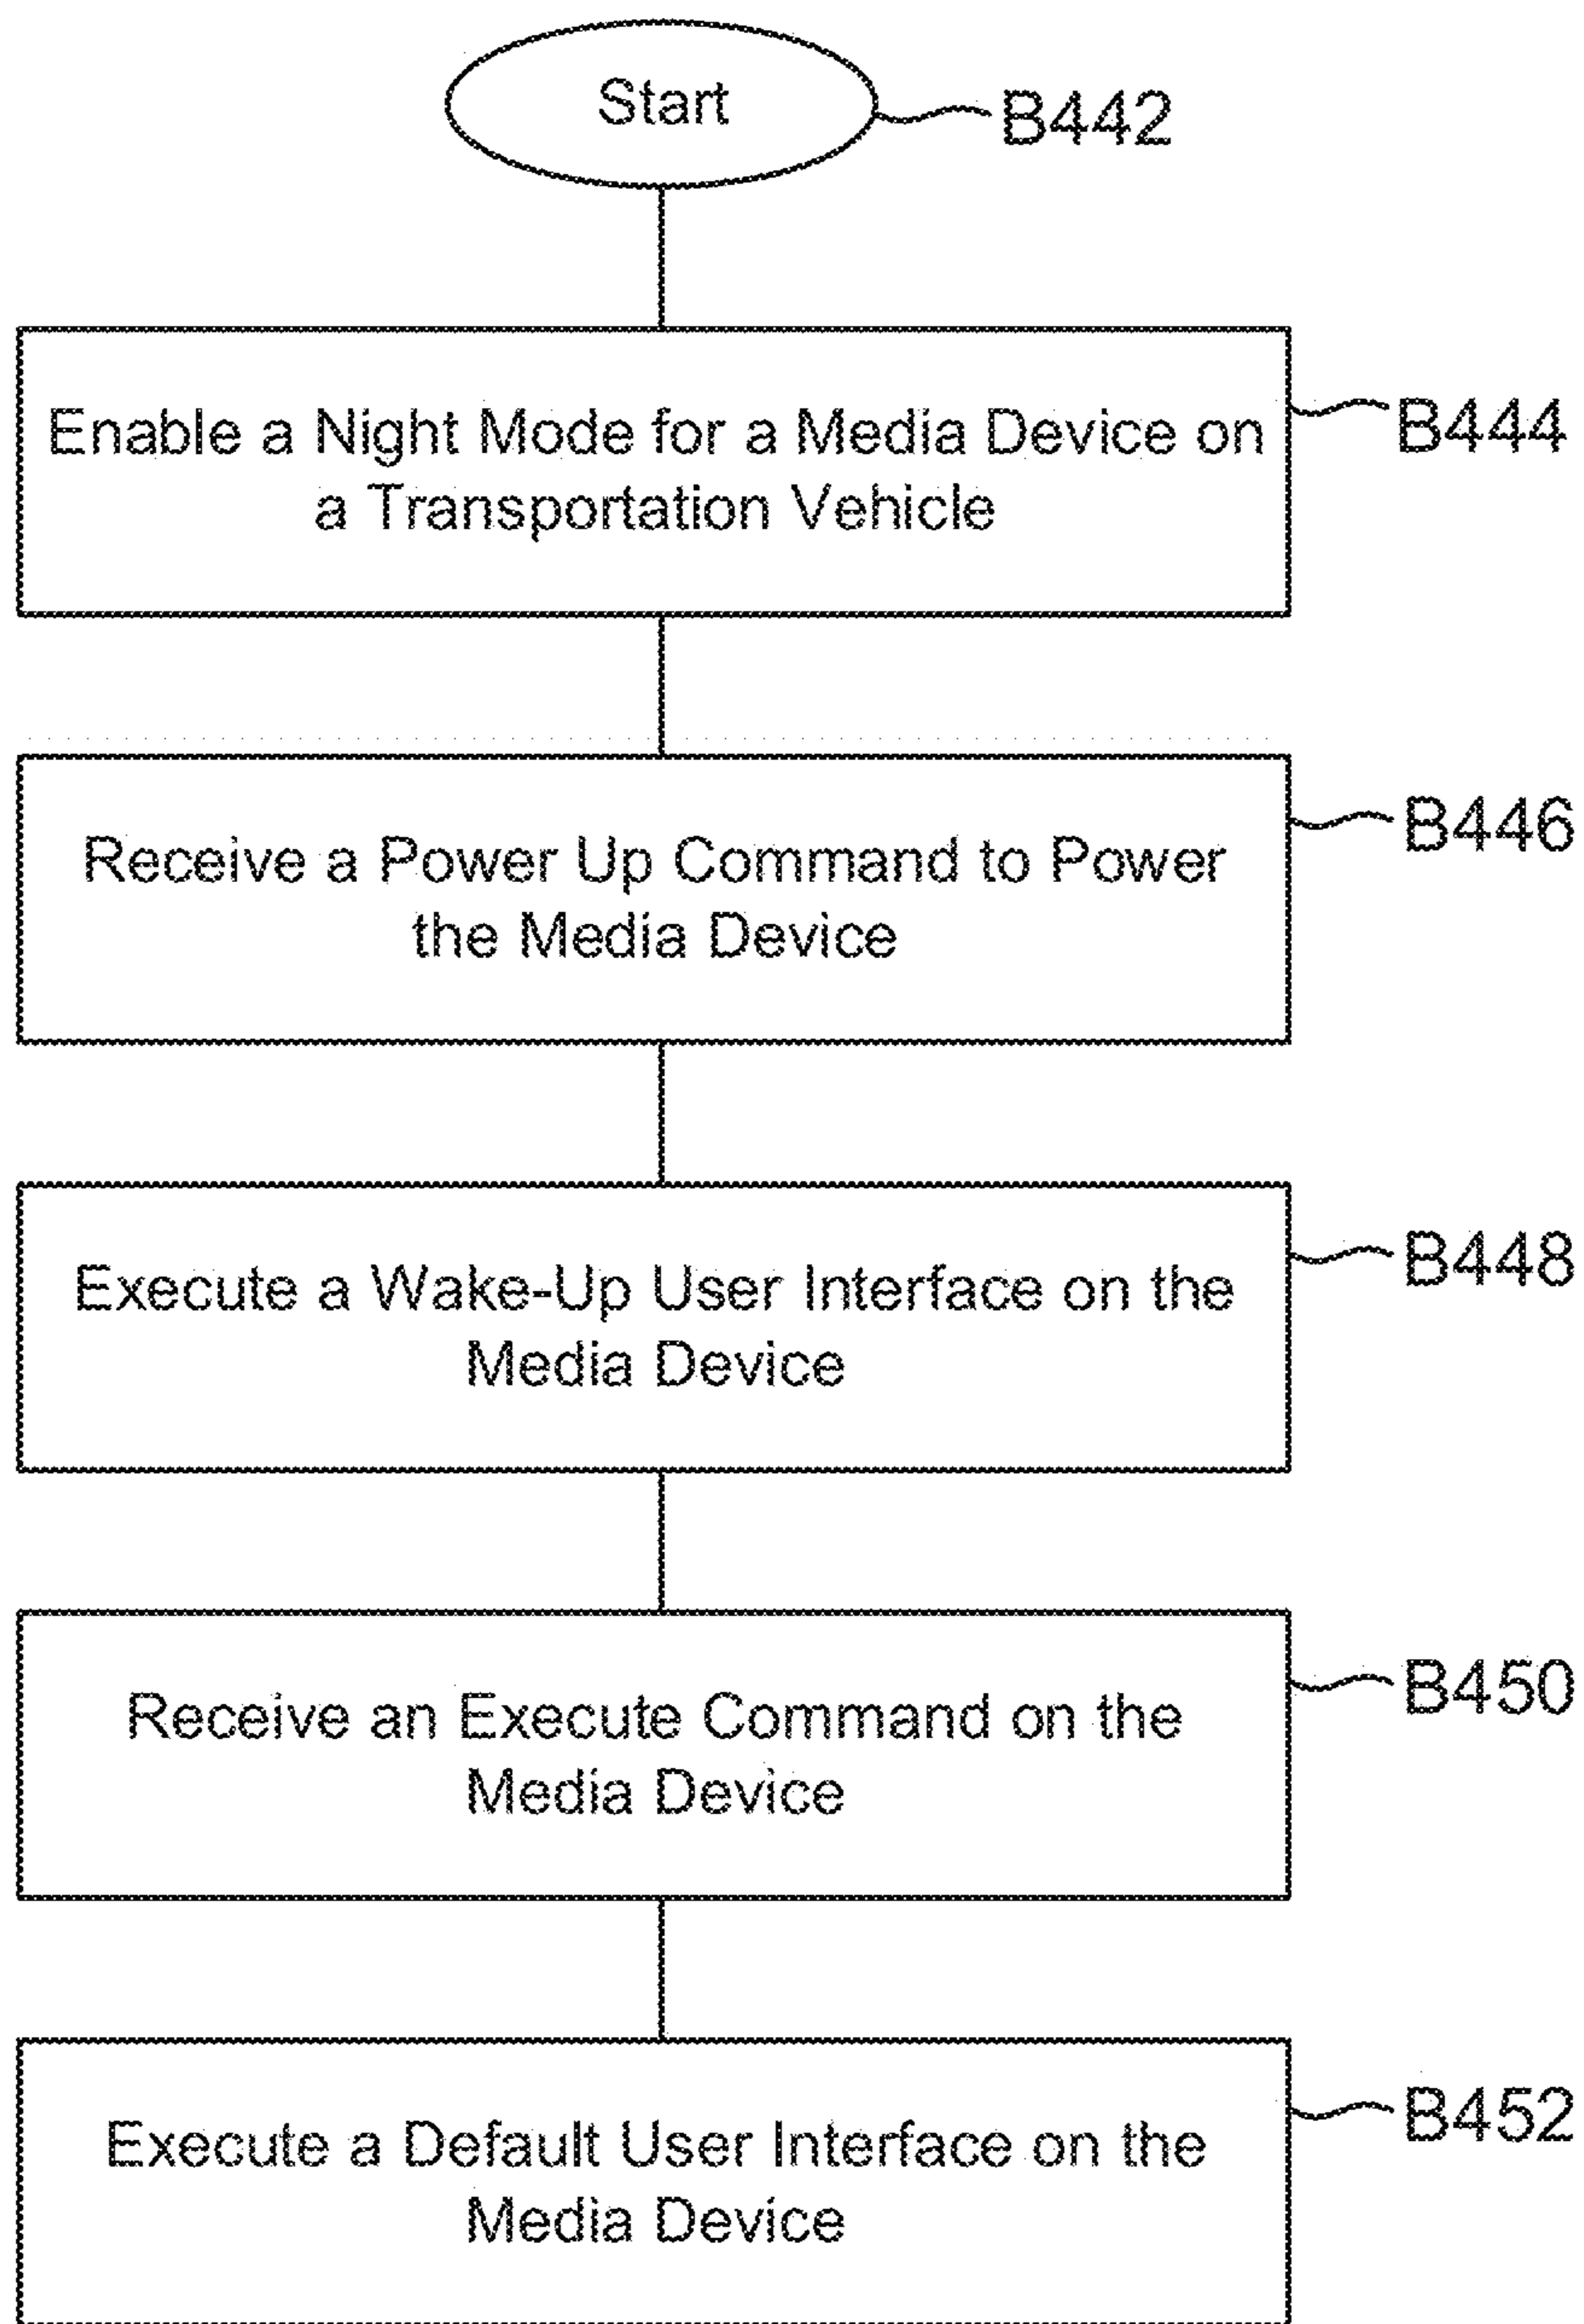 Start
B442
Enable a Night Mode for a Media Device on
a Transportation Vehicle
B444
Receive a Power Up Command to Power
the Media Device
B446
Execute a Wake-Up User Interface on the
Media Device
B448
Receive an Execute Command on the
Media Device
B450
Execute a Default User Interface on the
Media Device
B452